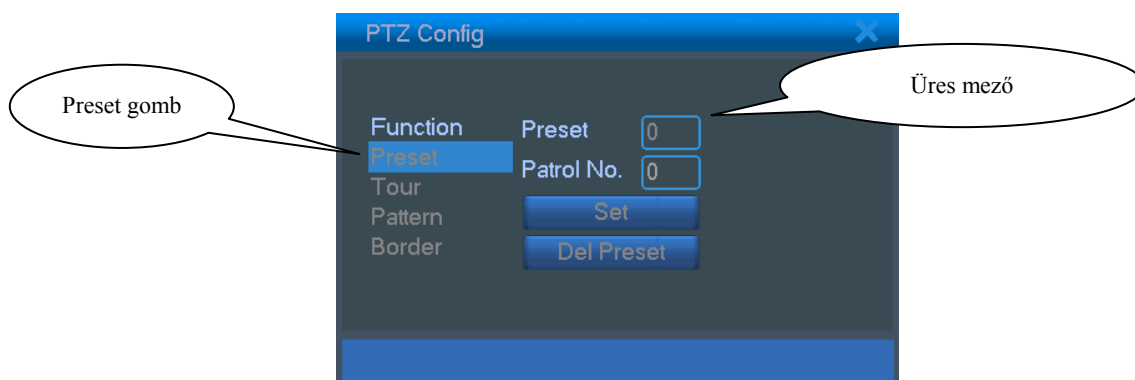 PTZ Config
Preset gomb
Üres mező
Function
Preset
Tour
Pattern
Border
Preset 0
Patrol No. 0
Set
Del Preset